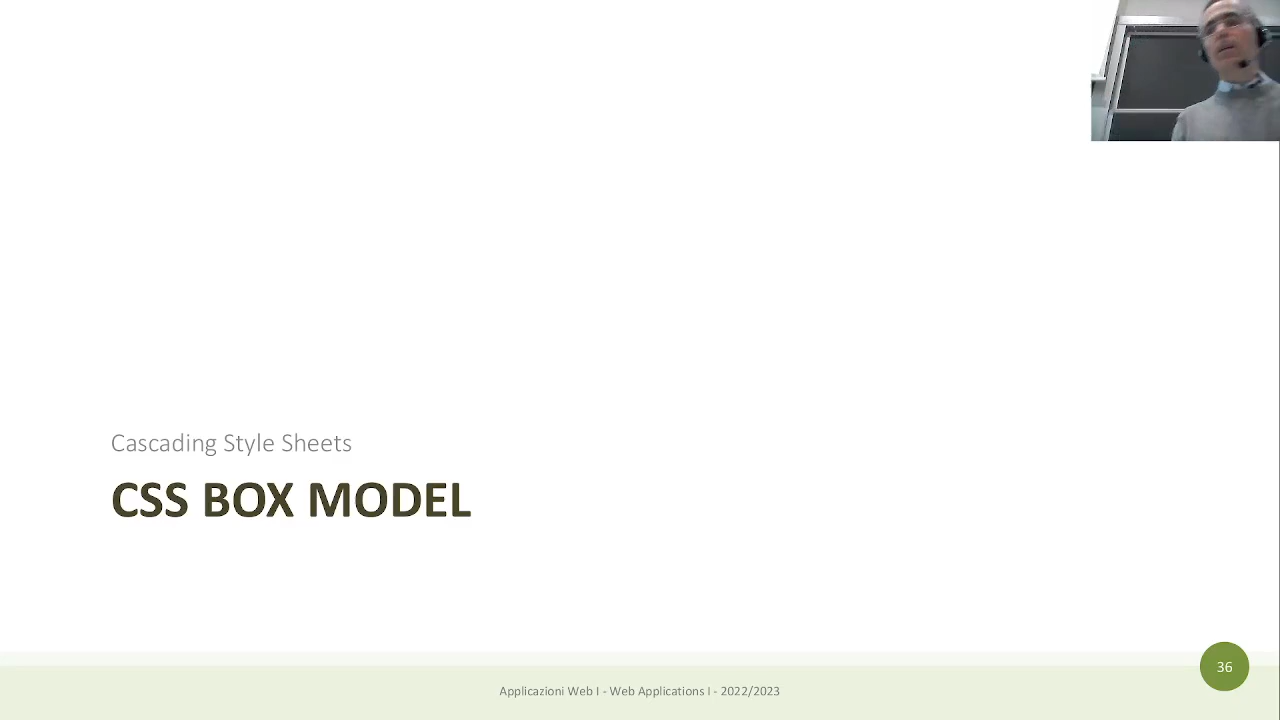 Cascading Style Sheets
CSS BOX MODEL
36
Applicazioni Web I - Web Applications I - 2022/2023